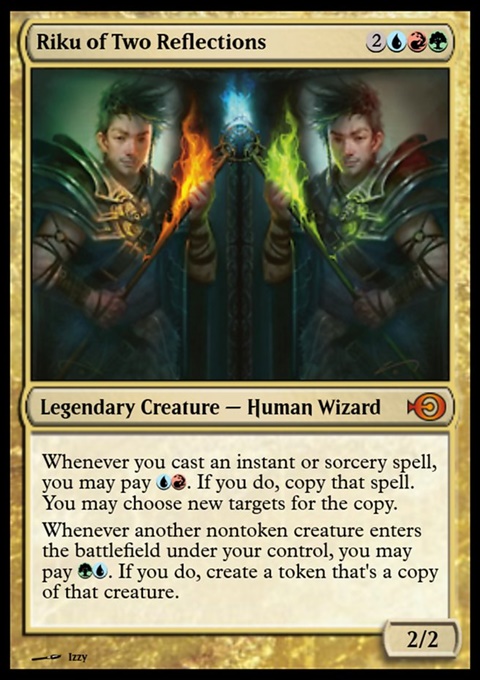 Riku of Two Reflections 2
Legendary Creature — Human Wizard
Whenever you cast an instant or sorcery spell,
you may pay . If you do, copy that spell.
You may choose new targets for the copy.
Whenever another nontoken creature enters
the battlefield under your control, you may
pay . If you do, create a token that's a copy
of that creature.
2/2
Izzy